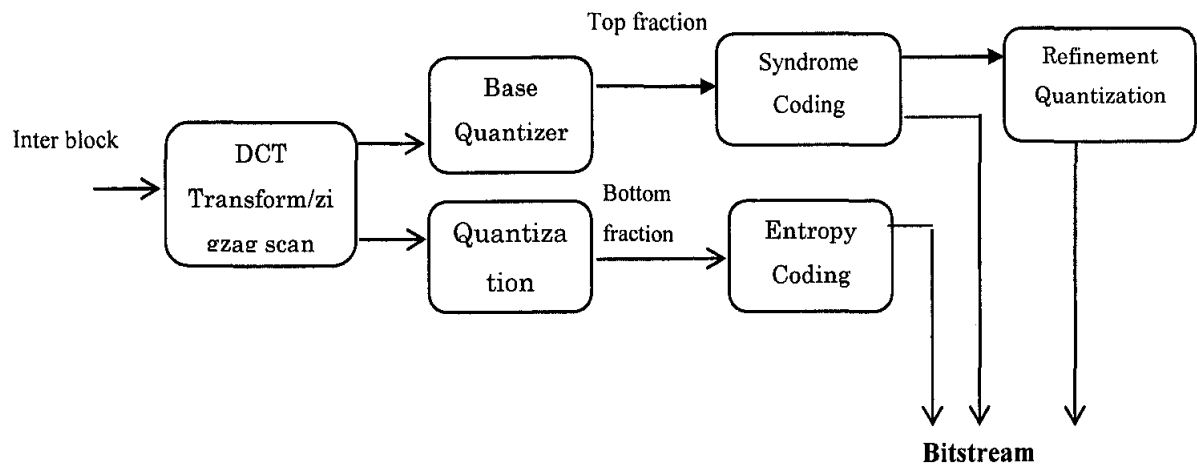 Inter block
DCT
Transform/zi
gzag scan
Base
Quantizer
Quantiza
tion
Top fraction
Bottom
fraction
Syndrome
Coding
Entropy
Coding
Refinement
Quantization
Bitstream